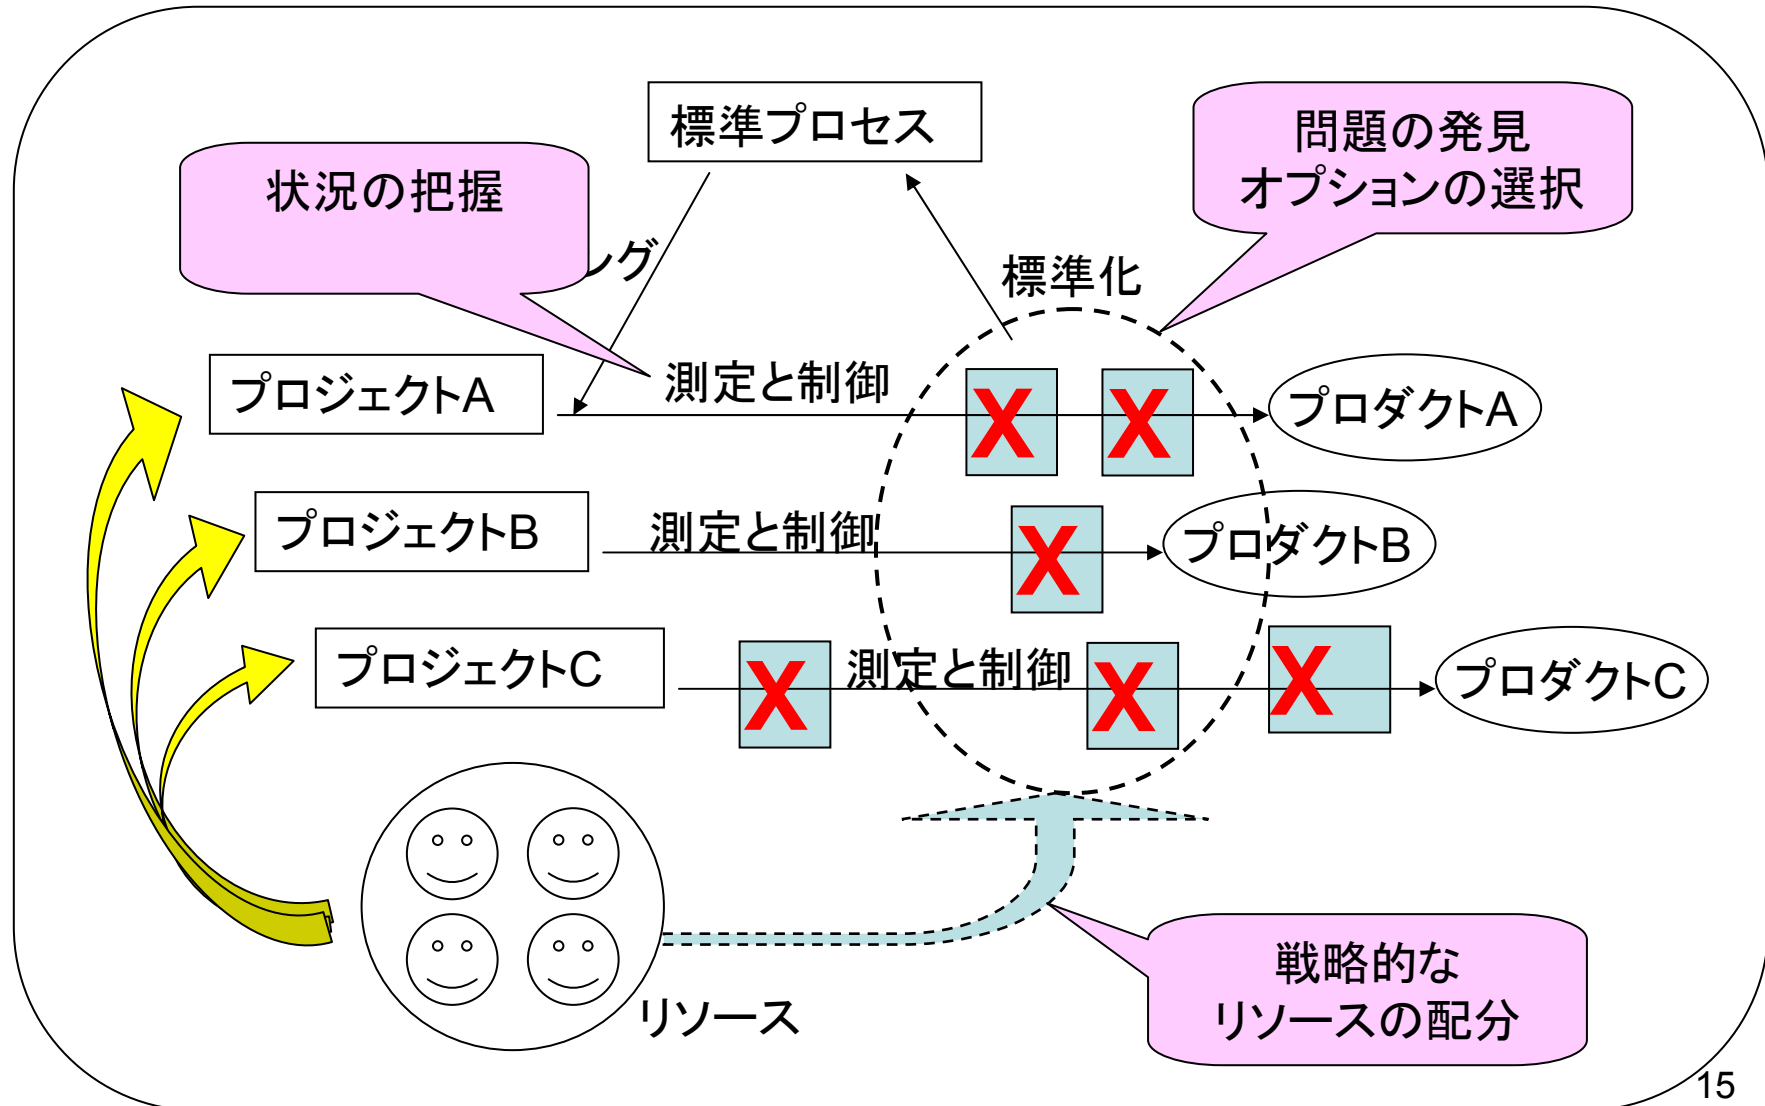 標準プロセス
問題の発見
オプションの選択
状況の把握
ング
標準化
プロジェクトA
測定と制御
X
X
プロダクトA
プロジェクトB
測定と制御
X
プロダクトB
プロジェクトC
X
測定と制御
X
X
プロダクトC
リソース
戦略的な
リソースの配分
15